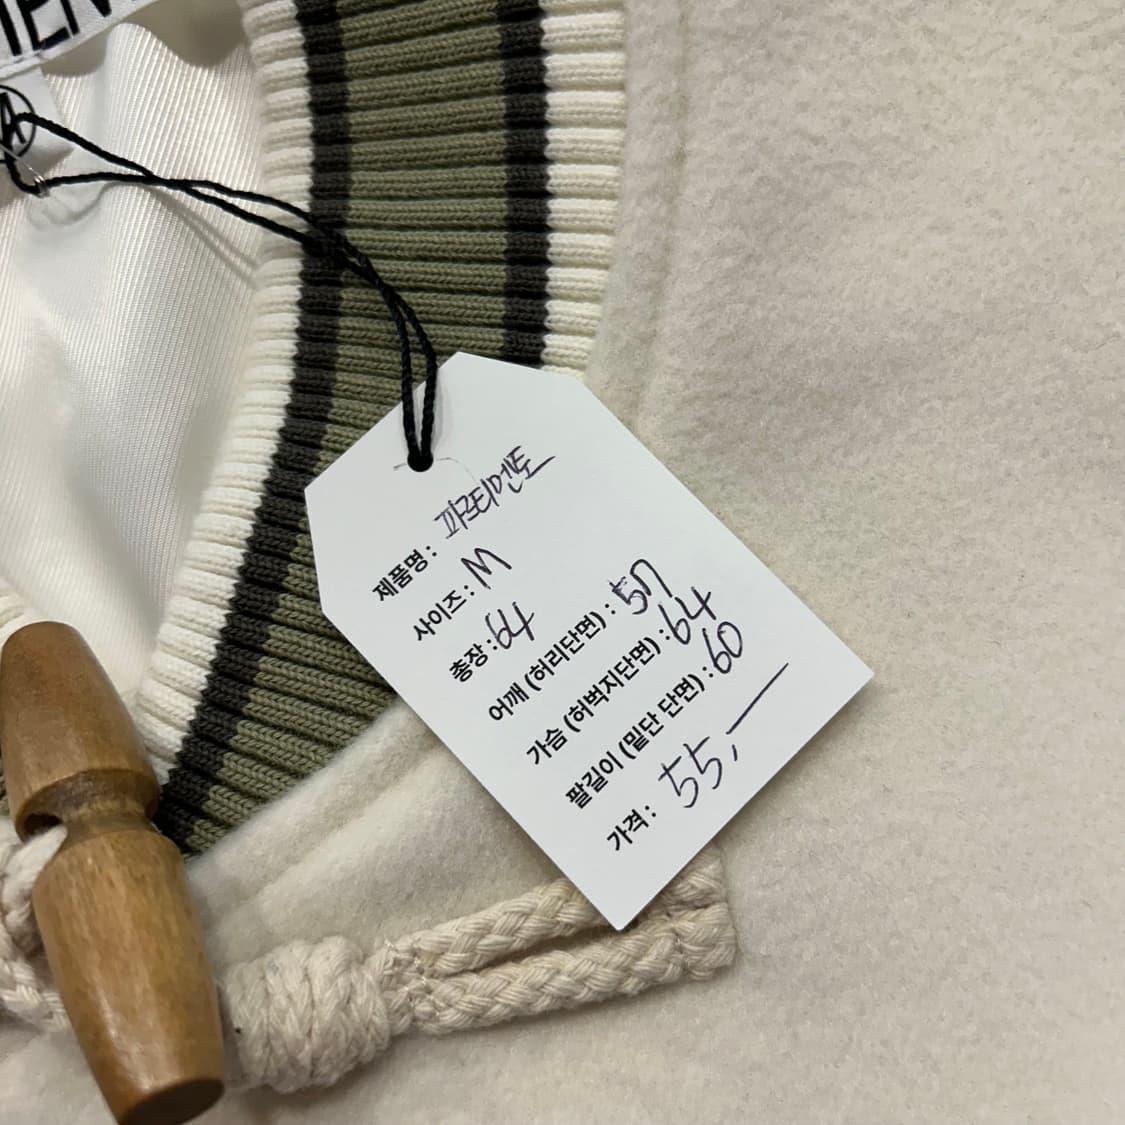 제품명 : 파르티멘토
사이즈 : M
총장 : 64
어깨 (허리단면) : 57
가슴 (허벅지단면) : 64
팔길이 (밑단 단면) : 60
가격 : 55,—